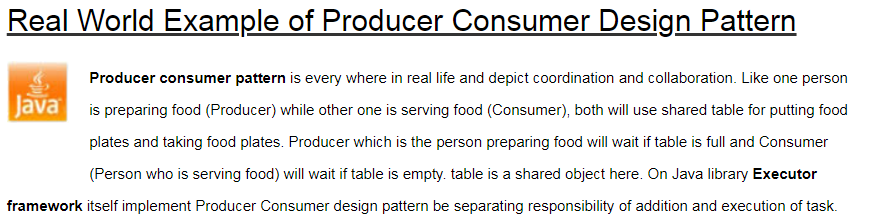 Real World Example of Producer Consumer Design Pattern
Java
Producer consumer pattern is every where in real life and depict coordination and collaboration. Like one person
is preparing food (Producer) while other one is serving food (Consumer), both will use shared table for putting food
plates and taking food plates. Producer which is the person preparing food will wait if table is full and Consumer
(Person who is serving food) will wait if table is empty. table is a shared object here. On Java library Executor
framework itself implement Producer Consumer design pattern be separating responsibility of addition and execution of task.